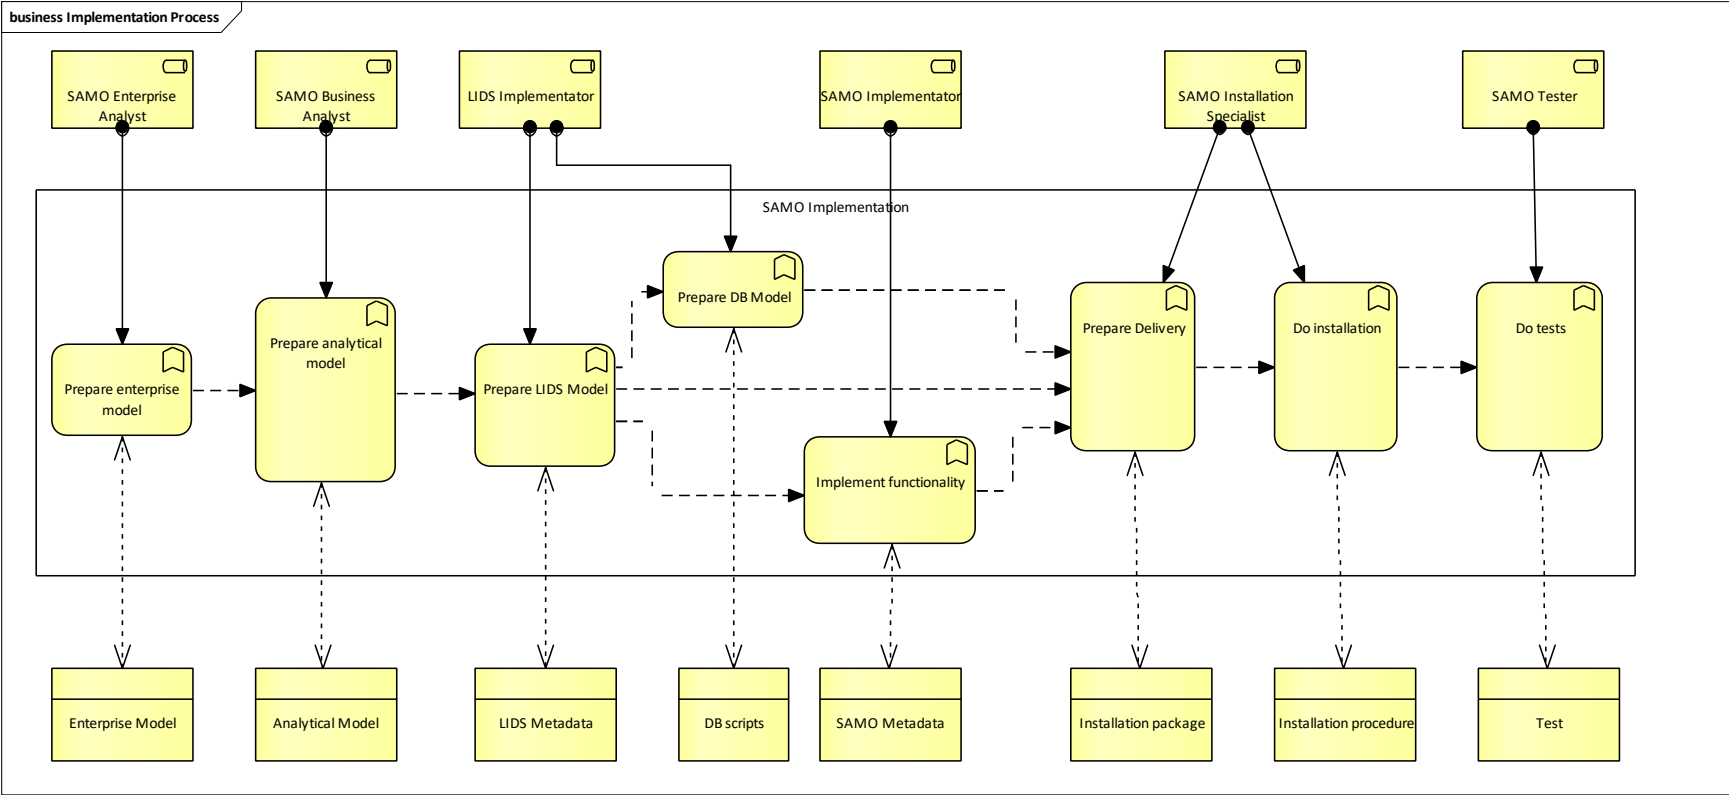 business Implementation Process
SAMO Enterprise
Analyst
SAMO Business
Analyst
LIDS Implementator
SAMO Implementator
SAMO Installation
Specialist
SAMO Tester
SAMO Implementation
Prepare enterprise
model
Prepare analytical
model
Prepare LIDS Model
Prepare DB Model
Implement functionality
Prepare Delivery
Do installation
Do tests
Enterprise Model
Analytical Model
LIDS Metadata
DB scripts
SAMO Metadata
Installation package
Installation procedure
Test